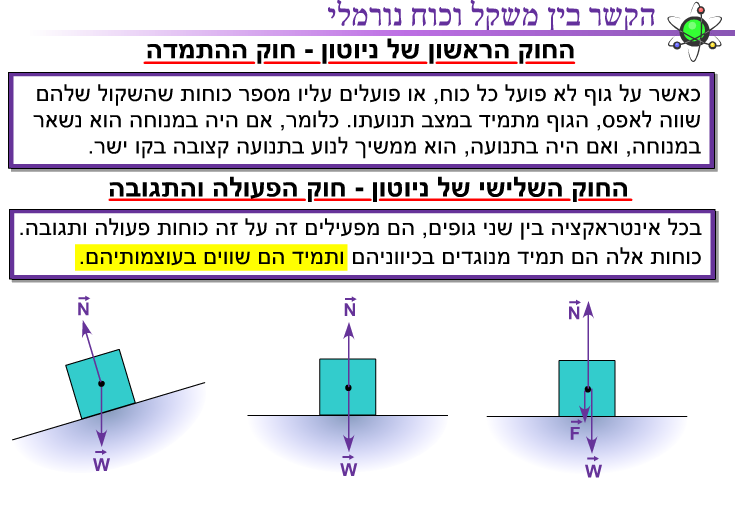 הקשר בין משקל וכוח נורמלי
החוק הראשון של ניוטון - חוק ההתמדה
כאשר על גוף לא פועל כל כוח, או פועלים עליו מספר כוחות שהשקול שלהם
שווה לאפס, הגוף מתמיד במצב תנועתו. כלומר, אם היה במנוחה הוא נשאר
במנוחה, ואם היה בתנועה, הוא ממשיך לנוע בתנועה קצובה בקו ישר.
החוק השלישי של ניוטון - חוק הפעולה והתגובה
בכל אינטראקציה בין שני גופים, הם מפעילים זה על זה כוחות פעולה ותגובה.
כוחות אלה הם תמיד מנוגדים בכיווניהם ותמיד הם שווים בעוצמותיהם.
N
F
W
N
W
N
W